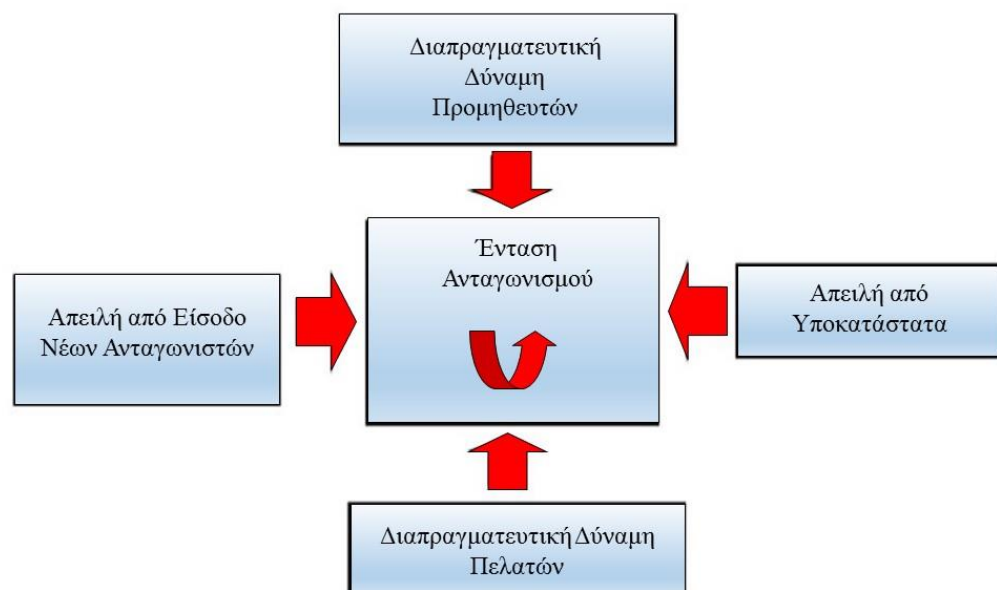 Διαπραγματευτική
Δύναμη
Προμηθευτών
Ένταση
Ανταγωνισμού
Απειλή από Είσοδο
Νέων Ανταγωνιστών
Απειλή από
Υποκατάστατα
Διαπραγματευτική Δύναμη
Πελατών